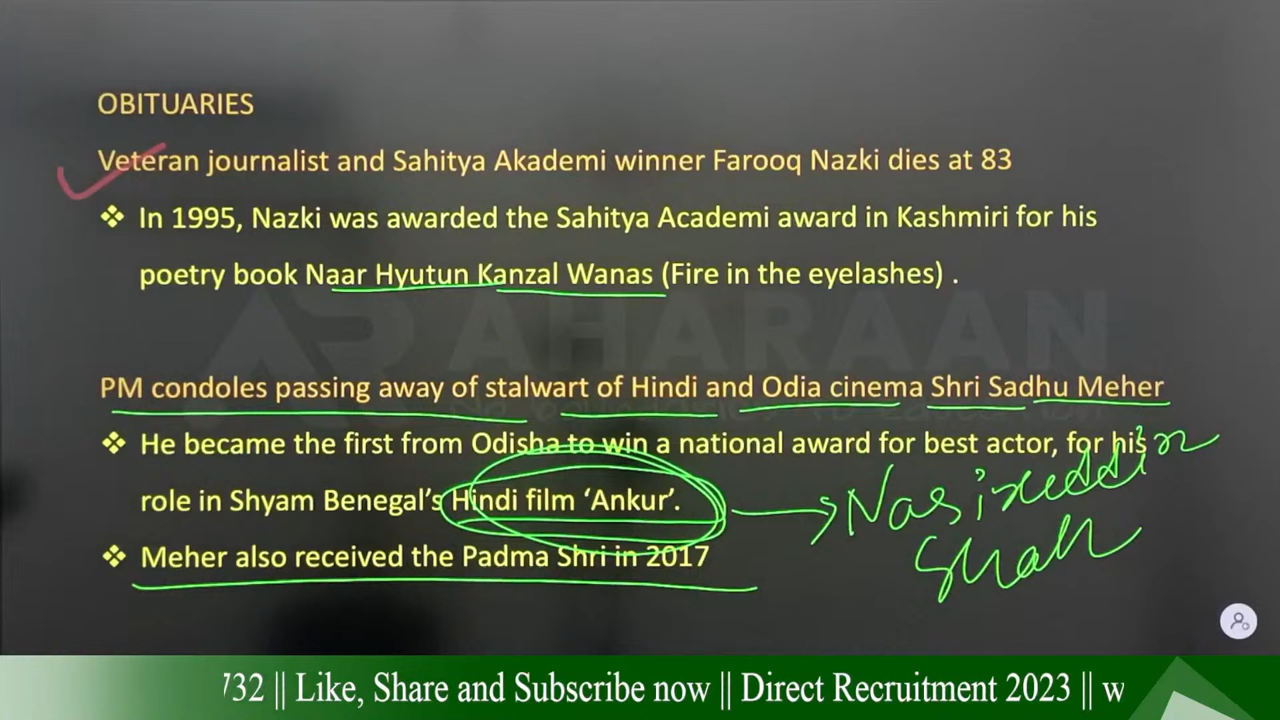 OBITUARIES
Veteran journalist and Sahitya Akademi winner Farooq Nazki dies at 83
❖ In 1995, Nazki was awarded the Sahitya Academi award in Kashmiri for his
poetry book Naar Hyutun Kanzal Wanas (Fire in the eyelashes) .
AHARAAN
PM condoles passing away of stalwart of Hindi and Odia cinema Shri Sadhu Meher
❖ He became the first from Odisha to win a national award for best actor, for his
role in Shyam Benegal's Hindi film ‘Ankur’.
Nasireddin
Shah
❖ Meher also received the Padma Shri in 2017
732 || Like, Share and Subscribe now || Direct Recruitment 2023 || w